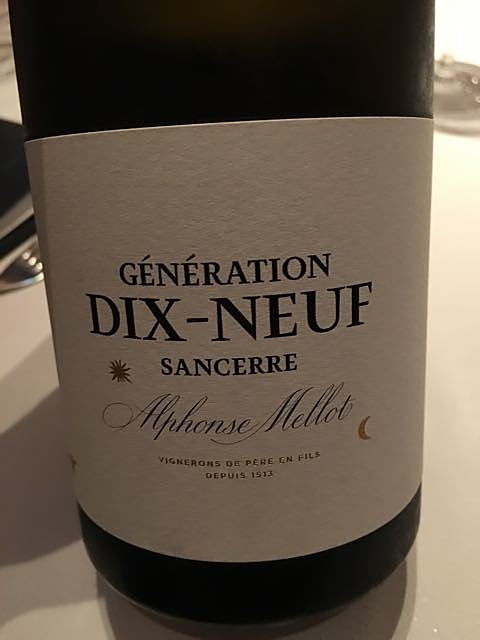 GÉNÉRATION
DIX-NEUF
SANCERRE
Alphonse Mellot
VIGNERONS DE PÈRE EN FILS
DEPUIS 1513